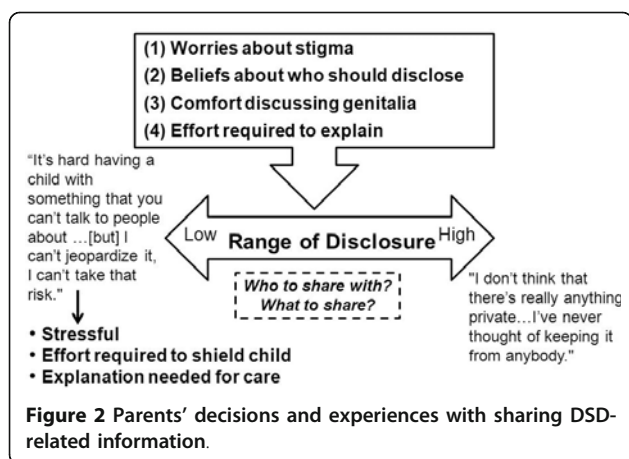 (1) Worries about stigma
(2) Beliefs about who should disclose
(3) Comfort discussing genitalia
(4) Effort required to explain
"It's hard having a
child with
something that you
can't talk to people
about ...[but] I
can't jeopardize it,
I can't take that
risk."
Low Range of Disclosure High
Who to share with?
What to share?
"I don't think that
there's really anything
private...I've never
thought of keeping it
from anybody."
• Stressful
• Effort required to shield child
• Explanation needed for care
Figure 2 Parents' decisions and experiences with sharing DSD-
related information.